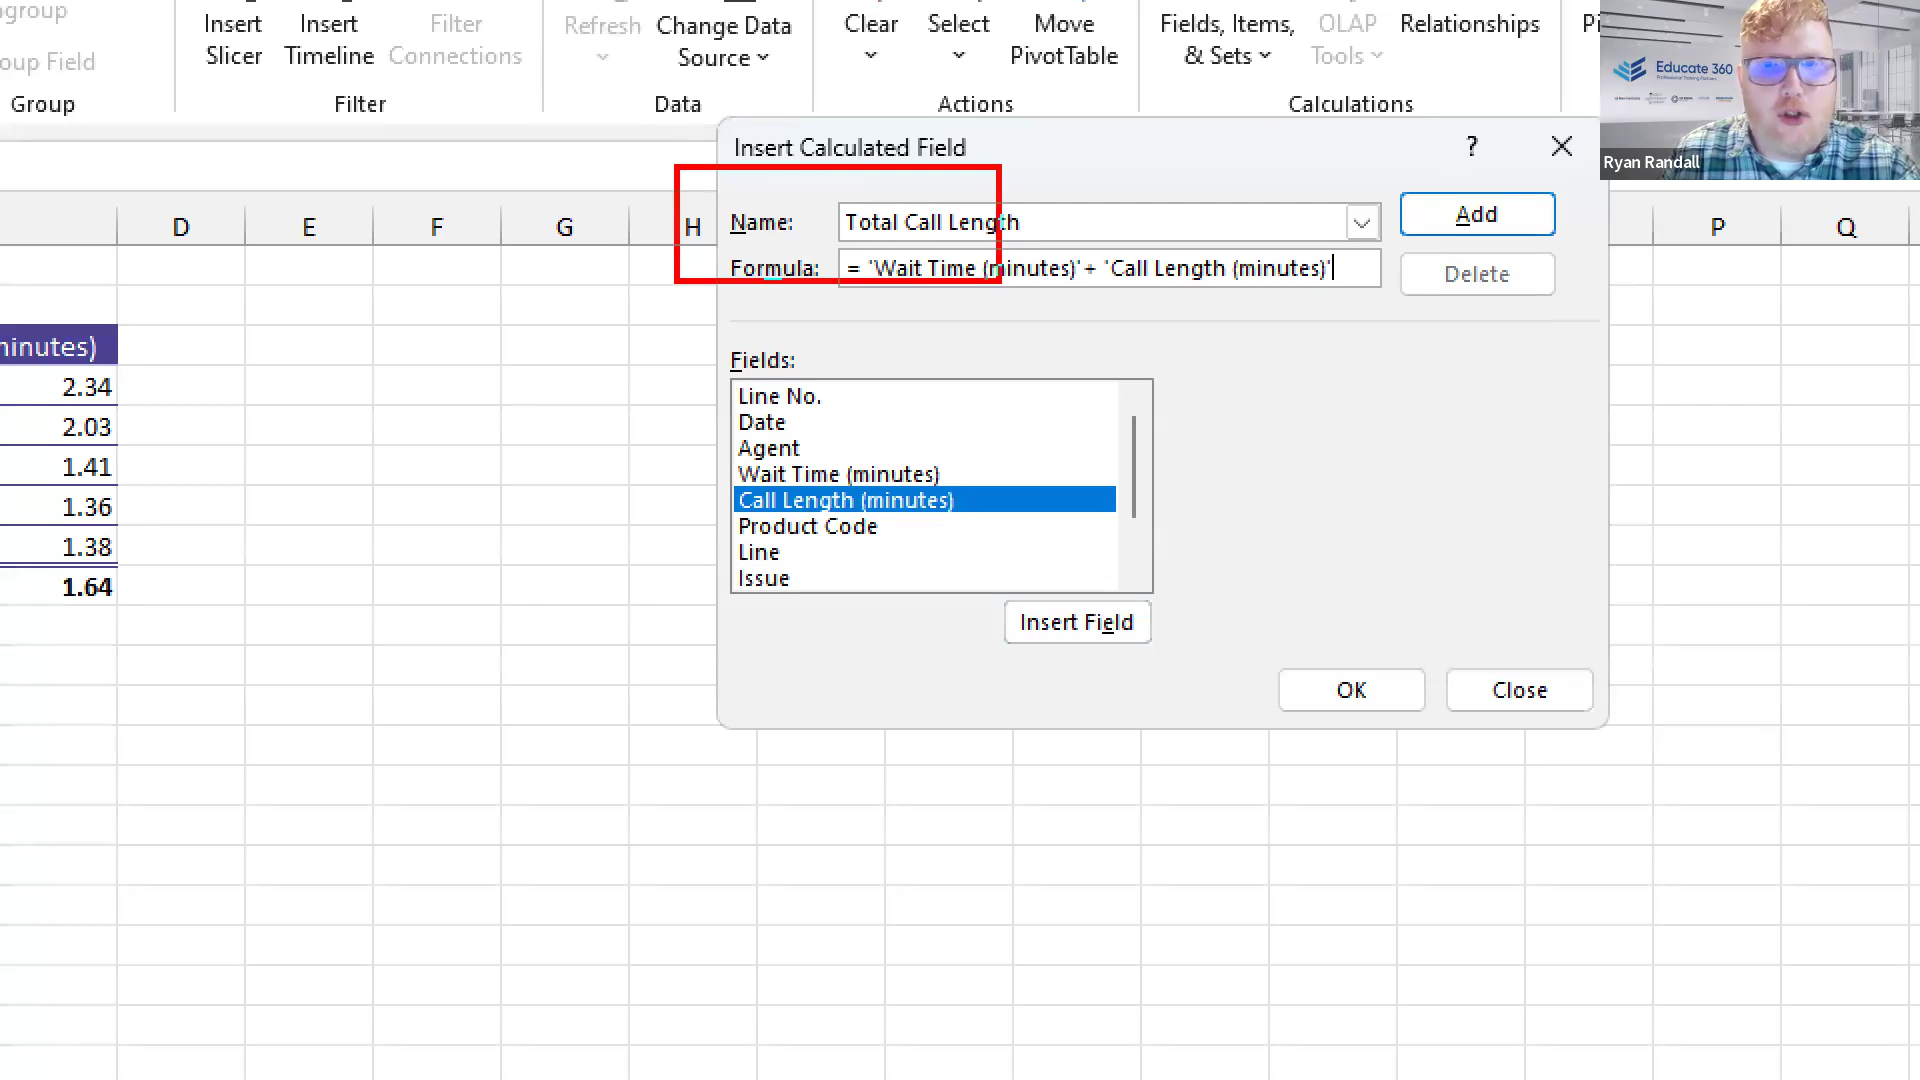 group
oup Field
Group
Insert
Slicer
Insert
Timeline
Filter
Connections
Filter
Refresh
Change Data
Source
Data
Clear
Select
Move
PivotTable
Actions
Fields, Items,
& Sets
OLAP
Tools
Relationships
Calculations
Educate 360
Professional Training Partners
Ryan Randall
D E F G H P Q
minutes)
2.34
2.03
1.41
1.36
1.38
1.64
Insert Calculated Field
?
Name: Total Call Length
Add
Formula: = 'Wait Time (minutes)'+ 'Call Length (minutes)'
Delete
Fields:
Line No.
Date
Agent
Wait Time (minutes)
Call Length (minutes)
Product Code
Line
Issue
Insert Field
OK
Close